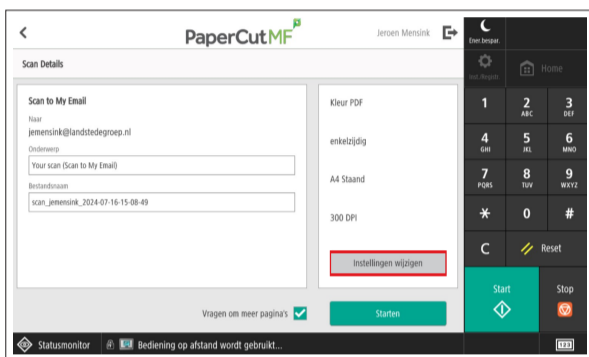 PaperCut MF
Jeroen Mensink
Scan Details
Scan to My Email
Naar
jemensink@landstedegroep.nl
Onderwerp
Your scan (Scan to My Email)
Bestandsnaam
scan_jemensink_2024-07-16-15-08-49
Kleur PDF
enkelzijdig
A4 Staand
300 DPI
Instellingen wijzigen
Vragen om meer pagina's
Starten
Ener.bespar.
Inst./Registr.
Home
1
2 ABC
3 DEF
4 GHI
5 JKL
6 MNO
7 PQRS
8 TUV
9 WXYZ
* 0 #
C
Reset
Start
Stop
Statusmonitor
Bediening op afstand wordt gebruikt...
123